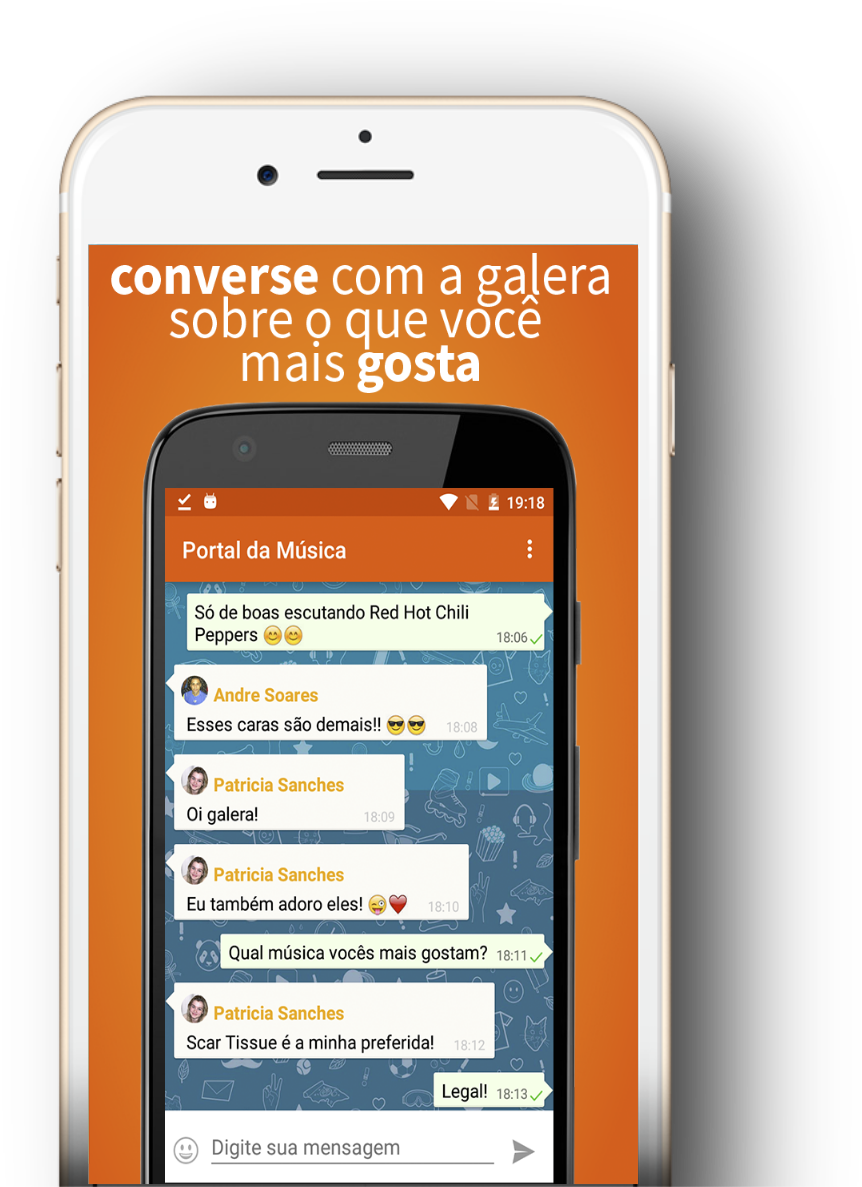 converse com a galera
sobre o que você
mais gosta
19:18
Portal da Música
Só de boas escutando Red Hot Chili
Peppers 😊😊 18:06
Andre Soares
Esses caras são demais!! 😎😎 18:08
Patricia Sanches
Oi galera! 18:09
Patricia Sanches
Eu também adoro eles! 😜❤️ 18:10
Qual música vocês mais gostam? 18:11
Patricia Sanches
Scar Tissue é a minha preferida! 18:12
Legal! 18:13
Digite sua mensagem